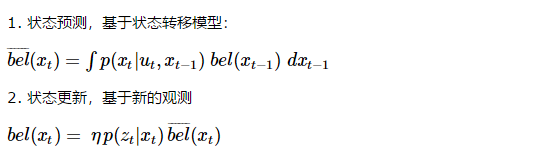 1. 状态预测，基于状态转移模型：
$\overline{bel}(x_t) = \int p(x_t|u_t, x_{t-1})\, bel(x_{t-1})\, dx_{t-1}$
2. 状态更新，基于新的观测
$bel(x_t) = \eta p(z_t|x_t)\, \overline{bel}(x_t)$